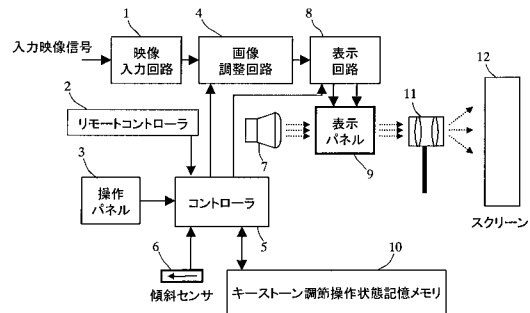 1
4
8
12
入力映像信号
映像
入力回路
画像
調整回路
表示
回路
2
11
リモートコントローラ
表示
パネル
3
7
9
操作
パネル
コントローラ
スクリーン
6
5
10
傾斜センサ
キーストーン調節操作状態記憶メモリ